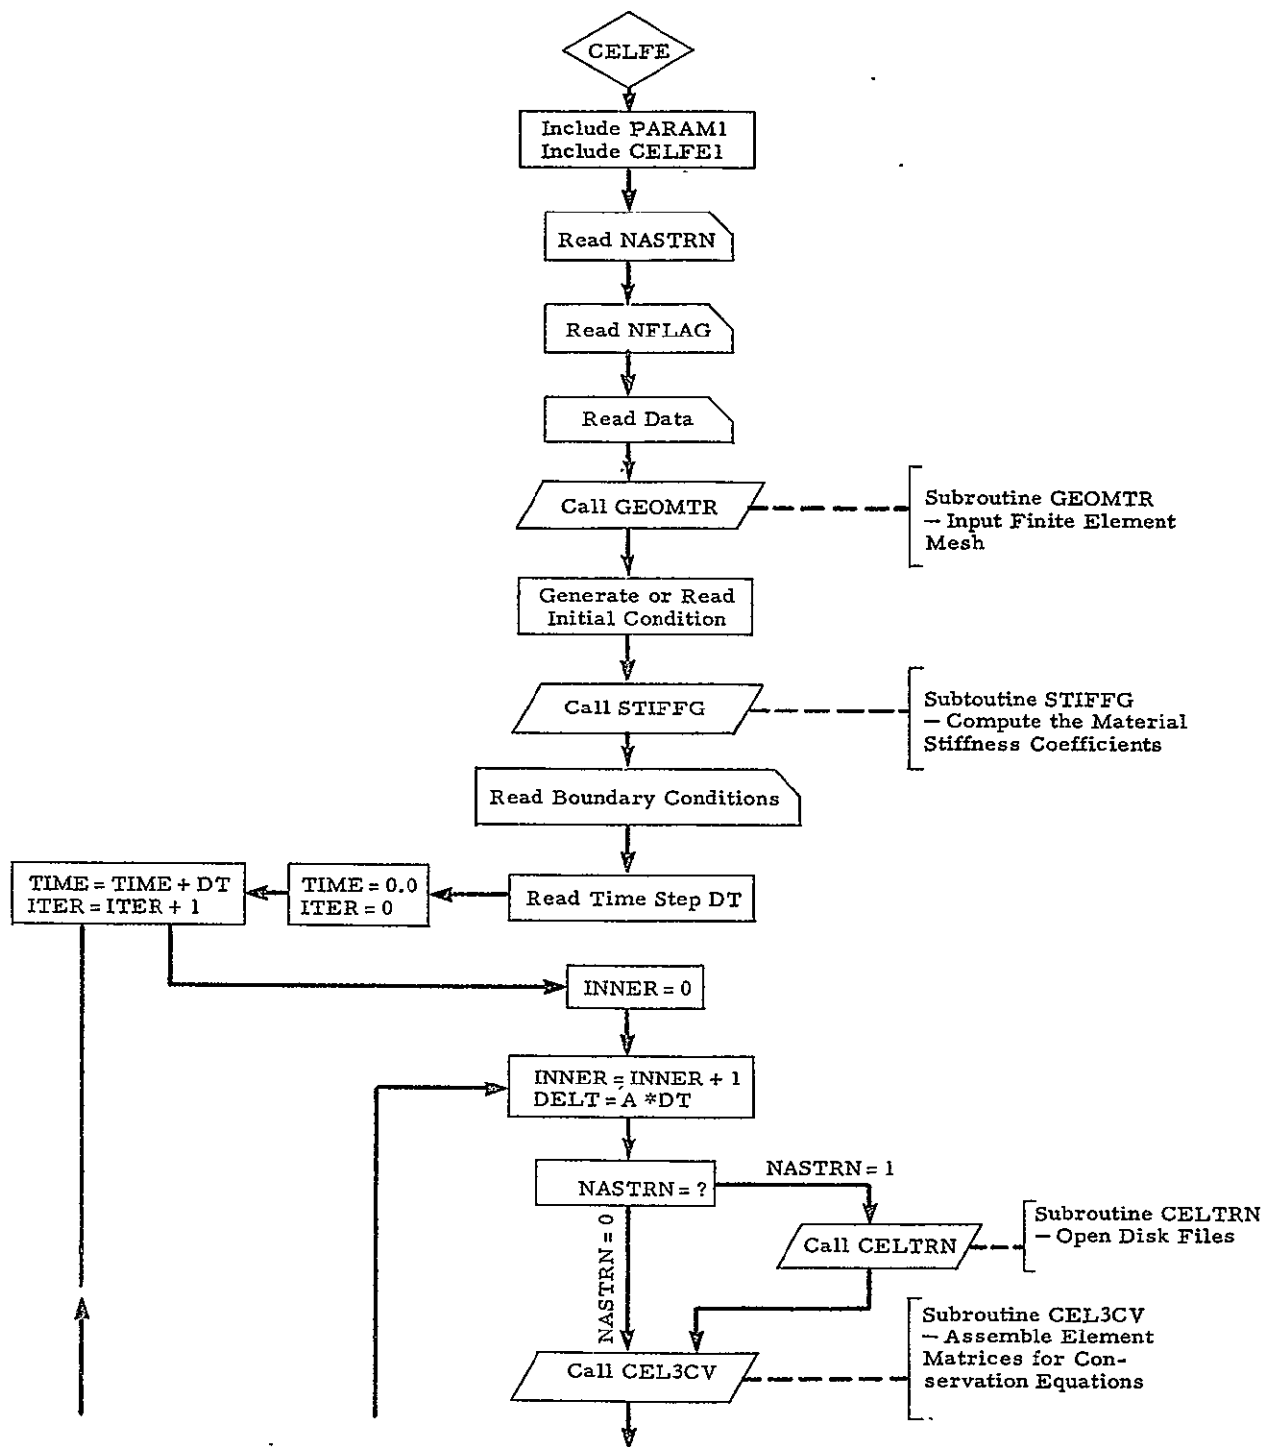 CELFE
Include PARAM1
Include CELFE1
Read NASTRN
Read NFLAG
Read Data
Call GEOMTR
Subroutine GEOMTR
— Input Finite Element
Mesh
Generate or Read
Initial Condition
Call STIFFG
Subtoutine STIFFG
— Compute the Material
Stiffness Coefficients
Read Boundary Conditions
Read Time Step DT
TIME = 0.0
ITER = 0
TIME = TIME + DT
ITER = ITER + 1
INNER = 0
INNER = INNER + 1
DELT = A *DT
NASTRN = ?
NASTRN = 1
NASTRN = 0
Call CELTRN
Subroutine CELTRN
— Open Disk Files
Call CEL3CV
Subroutine CEL3CV
— Assemble Element
Matrices for Con-
servation Equations